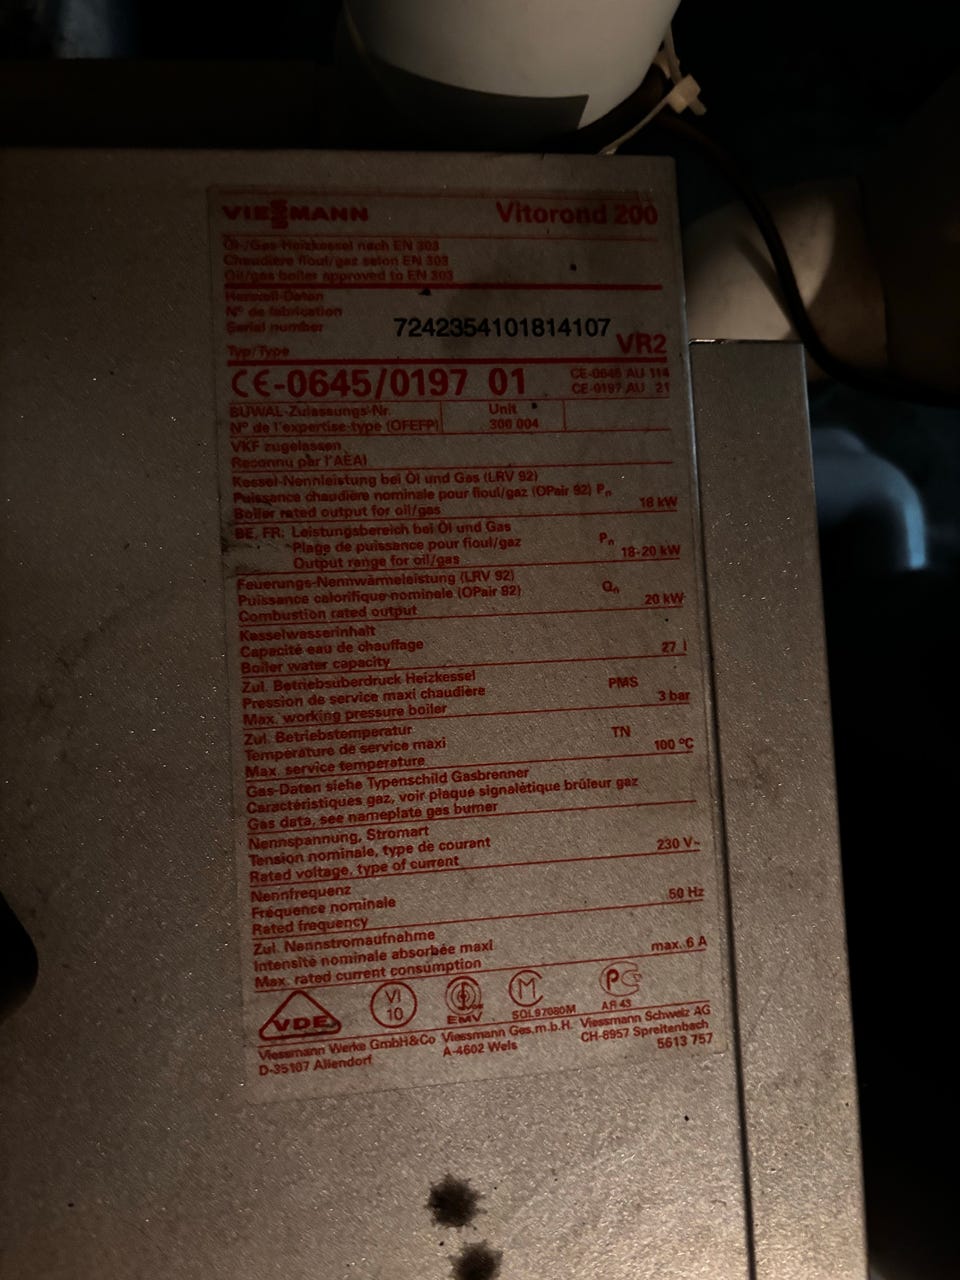 VIESMANN Vitorond 200
Öl-/Gas-Heizkessel nach EN 303
Chaudière fioul/gaz selon EN 303
Oil/gas boiler approved to EN 303
Herstell-Daten
N° de fabrication
Serial number 7242354101814107
Typ/Type VR2
CE-0645/0197 01
CE-0645 AU 114
CE-0197 AU 21
BUWAL-Zulassungs-Nr. Unit
N° de l'expertise-type (OFEFP) 300 004
VKF zugelassen
Reconnu par l'AEAI
Kessel-Nennleistung bei Öl und Gas (LRV 92)
Puissance chaudière nominale pour fioul/gaz (OPair 92) Pn
Boiler rated output for oil/gas 18 kW
BE, FR: Leistungsbereich bei Öl und Gas
Plage de puissance pour fioul/gaz Pn
Output range for oil/gas 18-20 kW
Feuerungs-Nennwärmeleistung (LRV 92)
Puissance calorifique nominale (OPair 92) Qn
Combustion rated output 20 kW
Kesselwasserinhalt
Capacité eau de chauffage
Boiler water capacity 27 l
Zul. Betriebsüberdruck Heizkessel
Pression de service maxi chaudière PMS
Max. working pressure boiler 3 bar
Zul. Betriebstemperatur
Température de service maxi TN
Max. service temperature 100 °C
Gas-Daten siehe Typenschild Gasbrenner
Caractéristiques gaz, voir plaque signalétique brûleur gaz
Gas data, see nameplate gas burner
Nennspannung, Stromart
Tension nominale, type de courant
Rated voltage, type of current 230 V~
Nennfrequenz
Fréquence nominale
Rated frequency 50 Hz
Zul. Nennstromaufnahme
Intensité nominale absorbée maxi
Max. rated current consumption max. 6 A
VDE
VI
10
EMV
M
SOL97080M
PC
AR 43
Viessmann Werke GmbH&Co Viessmann Ges.m.b.H. Viessmann Schweiz AG
D-35107 Allendorf A-4602 Wels CH-8957 Spreitenbach
5613 757